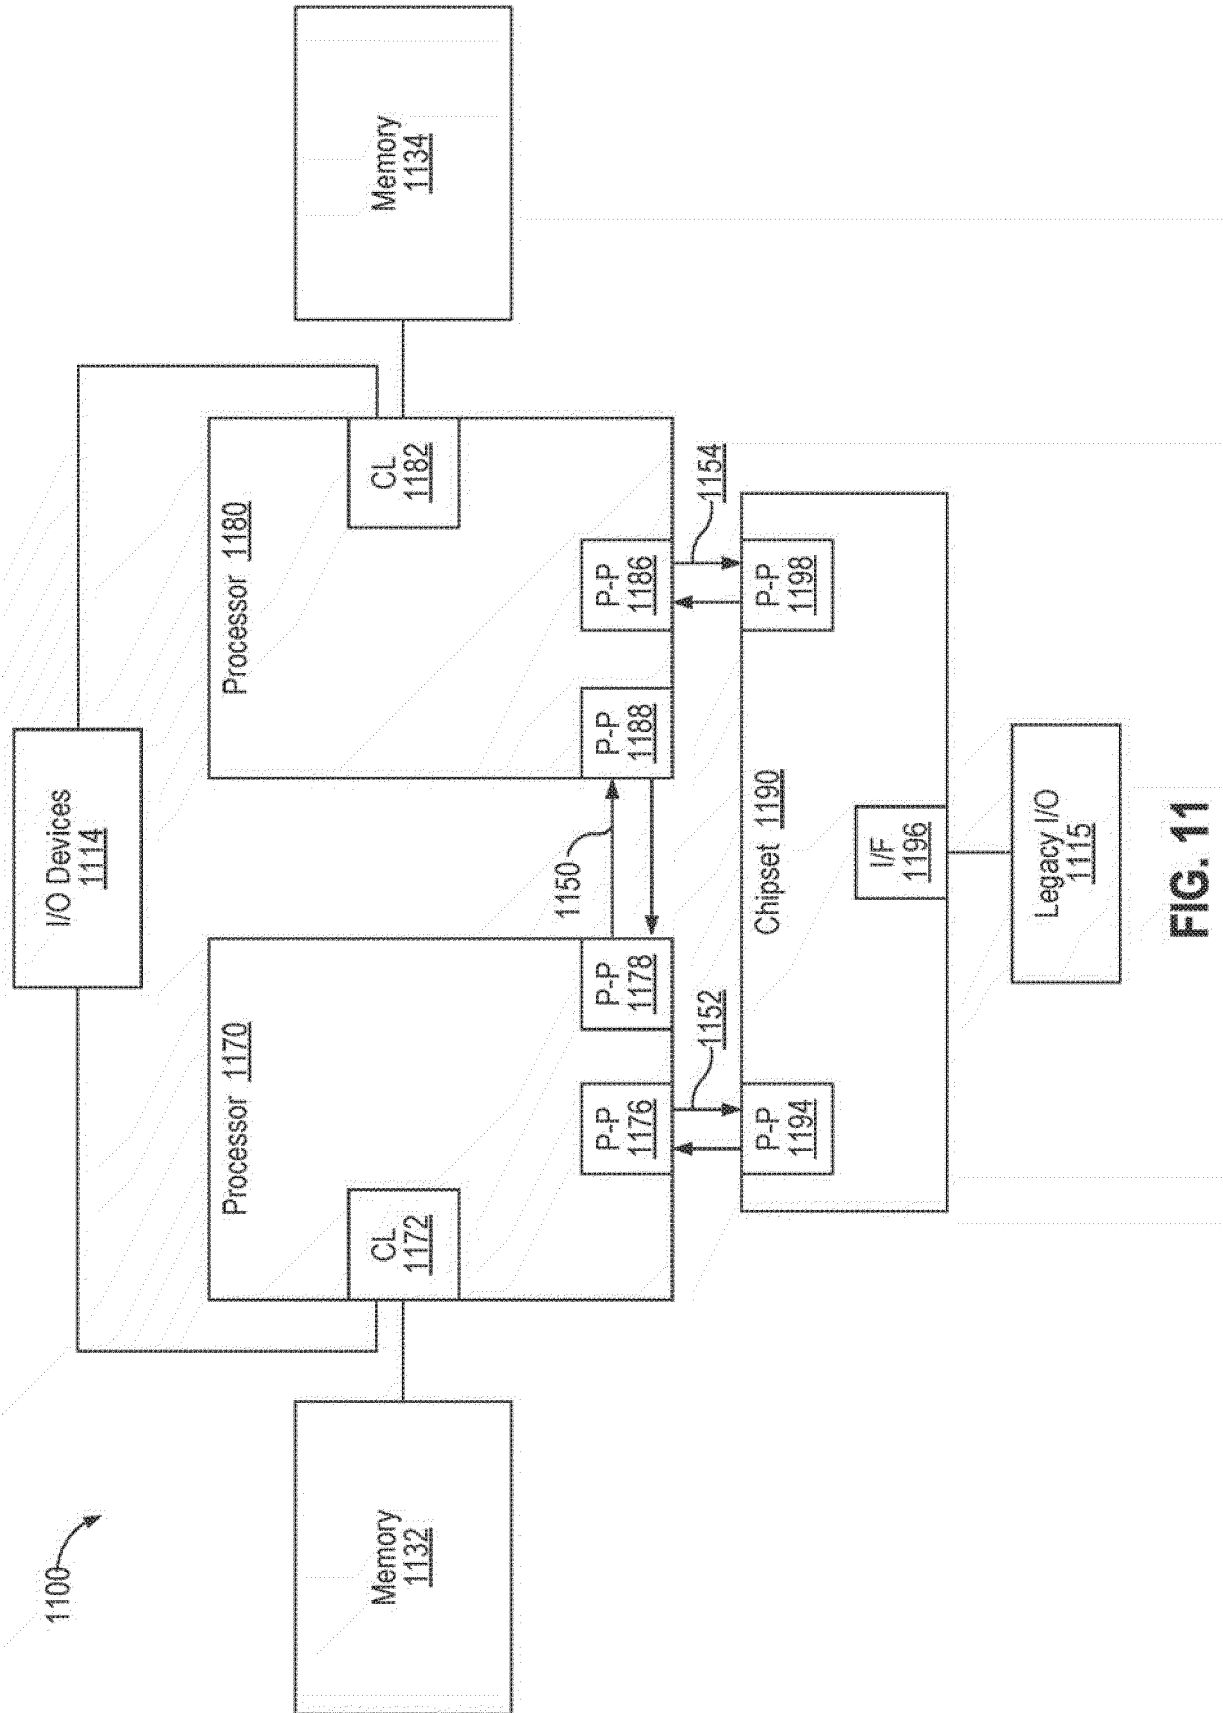 1100
I/O Devices
1114
Memory
1132
Processor 1170
CL
1172
P-P
1176
P-P
1178
1150
Processor 1180
CL
1182
P-P
1188
P-P
1186
Memory
1134
1152
1154
P-P
1194
Chipset 1190
P-P
1198
I/F
1196
Legacy I/O
1115
FIG. 11